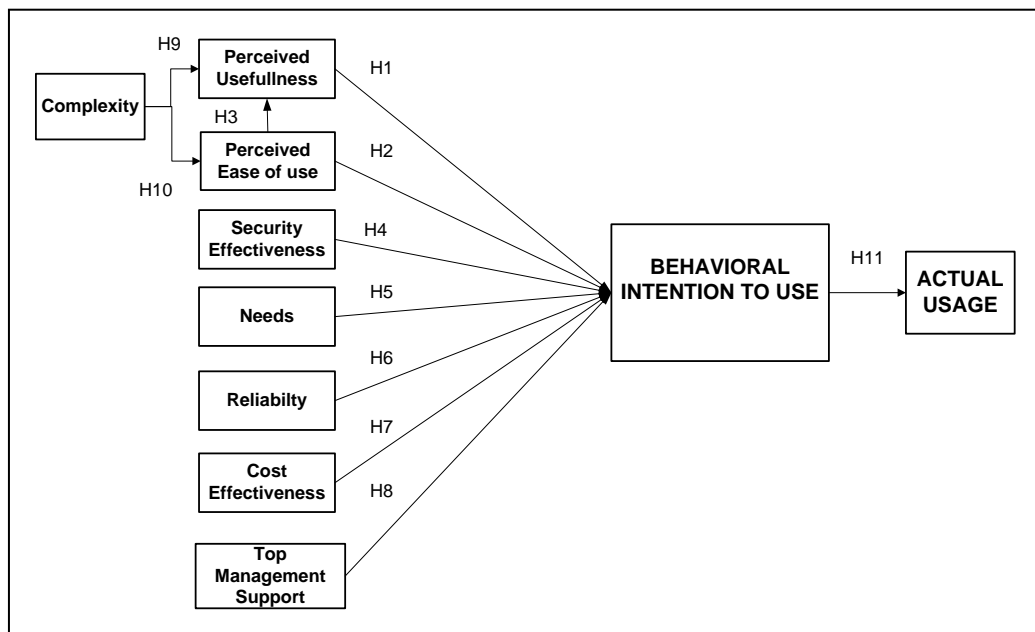 H9
Perceived
Usefullness
H1
Complexity
H3
Perceived
Ease of use
H2
H10
Security
Effectiveness
H4
BEHAVIORAL
INTENTION TO USE
H11
ACTUAL
USAGE
Needs
H5
Reliabilty
H6
Cost
Effectiveness
H7
H8
Top
Management
Support